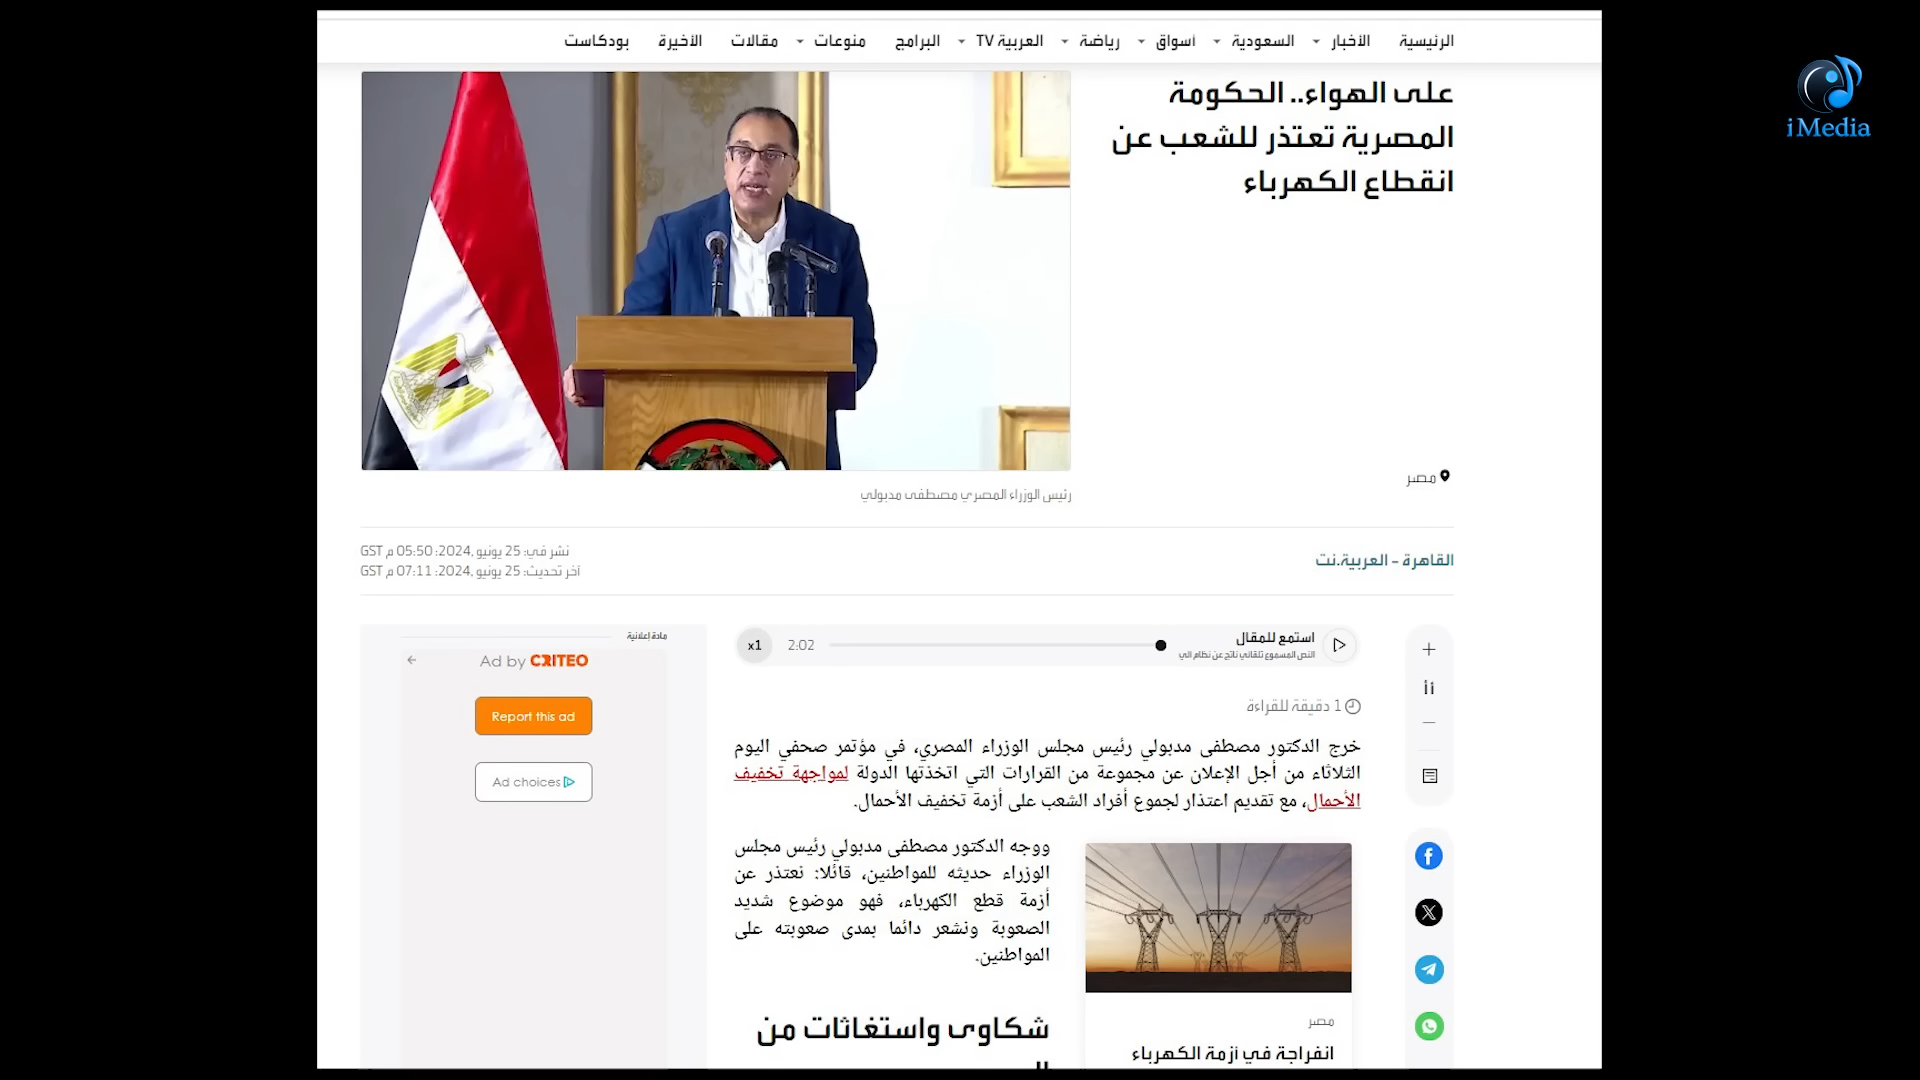 الرئيسية الأخبار السعودية أسواق رياضة العربية TV البرامج منوعات مقالات الأخيرة بودكاست
iMedia
على الهواء.. الحكومة
المصرية تعتذر للشعب عن
انقطاع الكهرباء
مصر
رئيس الوزراء المصري مصطفى مدبولي
القاهرة - العربية.نت
نشر في: 25 يونيو ,2024: 05:50 م GST
آخر تحديث: 25 يونيو ,2024: 07:11 م GST
استمع للمقال
النص المسموع تلقائي ناتج عن نظام آلي
2:02
x1
1 دقيقة للقراءة
خرج الدكتور مصطفى مدبولي رئيس مجلس الوزراء المصري، في مؤتمر صحفي اليوم
الثلاثاء من أجل الإعلان عن مجموعة من القرارات التي اتخذتها الدولة لمواجهة تخفيف
الأحمال، مع تقديم اعتذار لجموع أفراد الشعب على أزمة تخفيف الأحمال.
ووجه الدكتور مصطفى مدبولي رئيس مجلس
الوزراء حديثه للمواطنين، قائلا: نعتذر عن
أزمة قطع الكهرباء، فهو موضوع شديد
الصعوبة ونشعر دائما بمدى صعوبته على
المواطنين.
شكاوى واستغاثات من
مصر
انفراجة في أزمة الكهرباء
مادة إعلانية
Ad by CRITEO
Report this ad
Ad choices